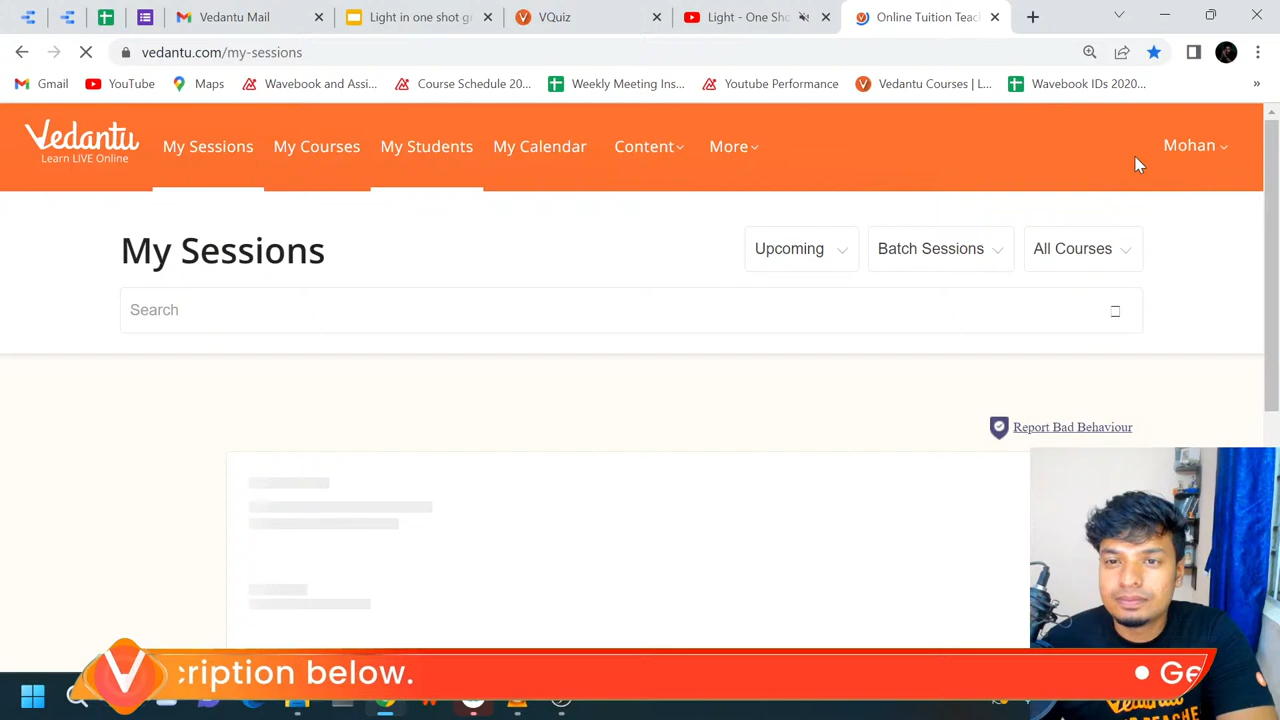 Vedantu Mail
Light in one shot g
VQuiz
Light - One Sho
Online Tuition Teac
vedantu.com/my-sessions
Gmail
YouTube
Maps
Wavebook and Assi...
Course Schedule 20...
Weekly Meeting Ins...
Youtube Performance
Vedantu Courses | L...
Wavebook IDs 2020...
»
Vedantu
Learn LIVE Online
My Sessions
My Courses
My Students
My Calendar
Content
More
Mohan
My Sessions
Upcoming
Batch Sessions
All Courses
Search
Report Bad Behaviour
cription below.
• Ge